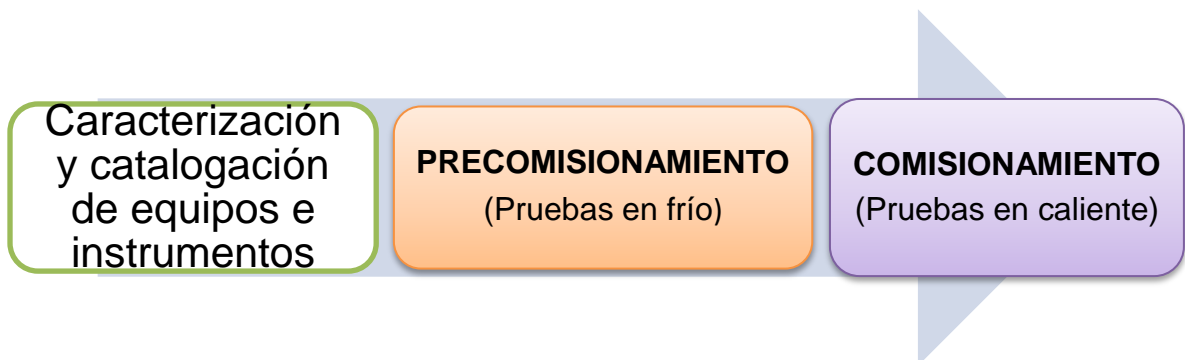 Caracterización
y catalogación
de equipos e
instrumentos
PRECOMISIONAMIENTO
(Pruebas en frío)
COMISIONAMIENTO
(Pruebas en caliente)